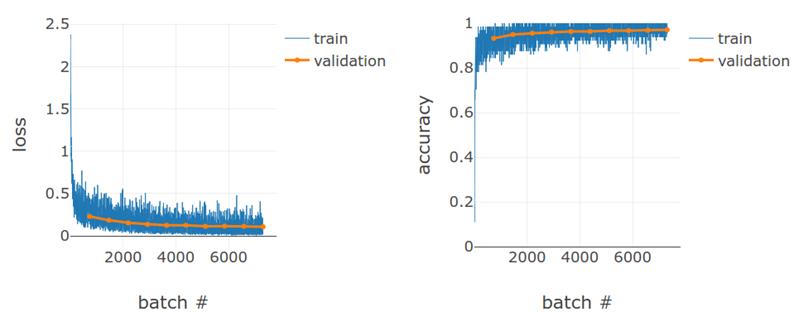 2.5
2
1.5
1
0.5
0
2000 4000 6000
loss
batch #
train
validation
1
0.8
0.6
0.4
0.2
0
2000 4000 6000
accuracy
batch #
train
validation